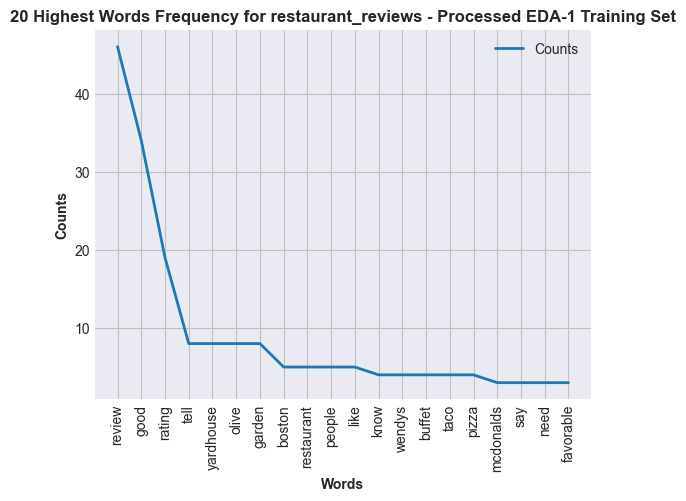 20 Highest Words Frequency for restaurant_reviews - Processed EDA-1 Training Set
Counts
40
30
20
10
Counts
review
good
rating
tell
yardhouse
olive
garden
boston
restaurant
people
like
know
wendys
buffet
taco
pizza
mcdonalds
say
need
favorable
Words